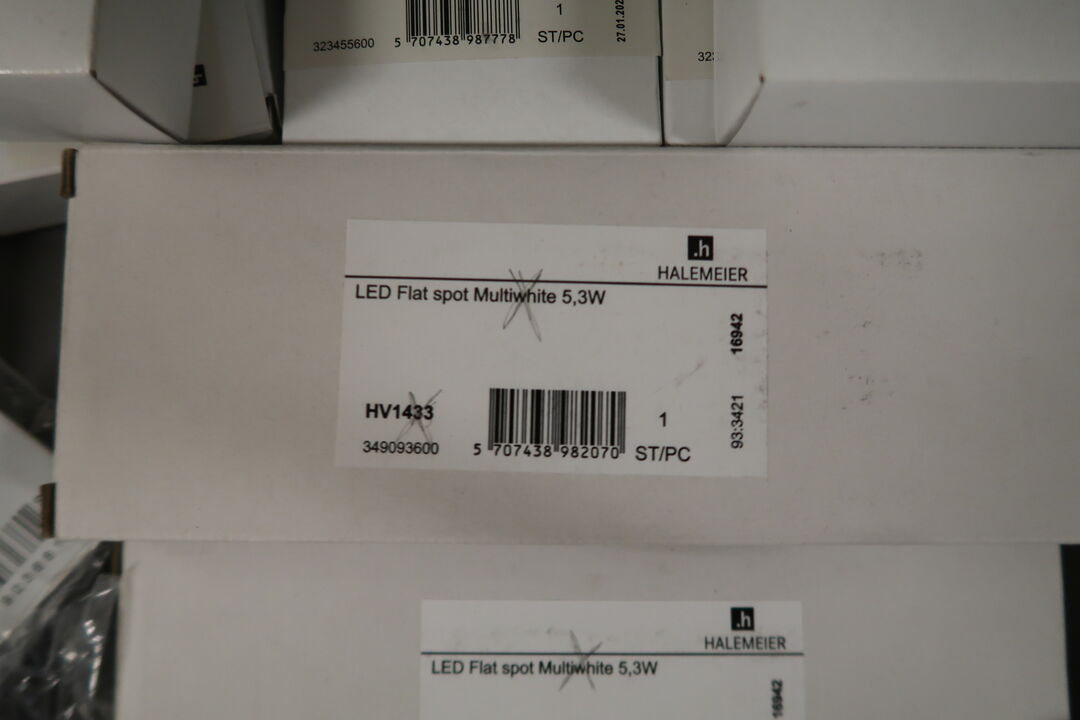 323455600
5 707438 987778
1
ST/PC
.h
HALEMEIER
LED Flat spot Multiwhite 5,3W
16942
HV1433
349093600
5 707438 982070
1
ST/PC
93:3421
.h
HALEMEIER
LED Flat spot Multiwhite 5,3W
16942